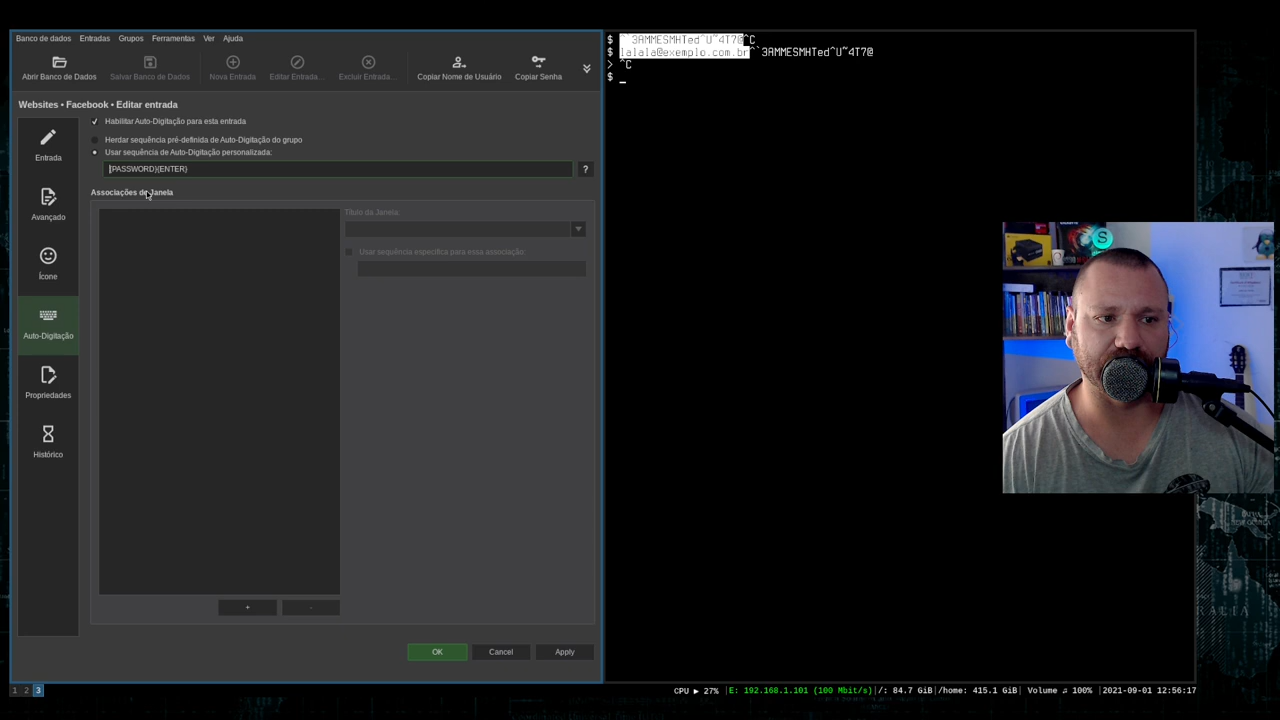 Banco de dados Entradas Grupos Ferramentas Ver Ajuda
Abrir Banco de Dados Salvar Banco de Dados Nova Entrada Editar Entrada… Excluir Entrada… Copiar Nome de Usuário Copiar Senha
Websites • Facebook • Editar entrada
Entrada
Avançado
Ícone
Auto-Digitação
Propriedades
Histórico
Habilitar Auto-Digitação para esta entrada
Herdar sequência pré-definida de Auto-Digitação do grupo
Usar sequência de Auto-Digitação personalizada:
{PASSWORD}{ENTER}
?
Associações de Janela
Título da Janela:
Usar sequência específica para essa associação:
+ -
OK Cancel Apply
$ ^`3AMMESMHTed^U~4T7@^C
$ lalala@exemplo.com.br^`3AMMESMHTed^U~4T7@
> ^C
$ _
S
1 2 3
CPU ▶ 27% |E: 192.168.1.101 (100 Mbit/s)|/: 84.7 GiB|/home: 415.1 GiB| Volume ♫ 100% |2021-09-01 12:56:17